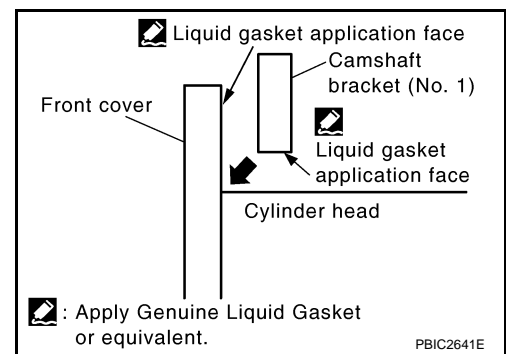 Liquid gasket application face
Camshaft
bracket (No. 1)
Front cover
Liquid gasket
application face
Cylinder head
: Apply Genuine Liquid Gasket
or equivalent.
PBIC2641E